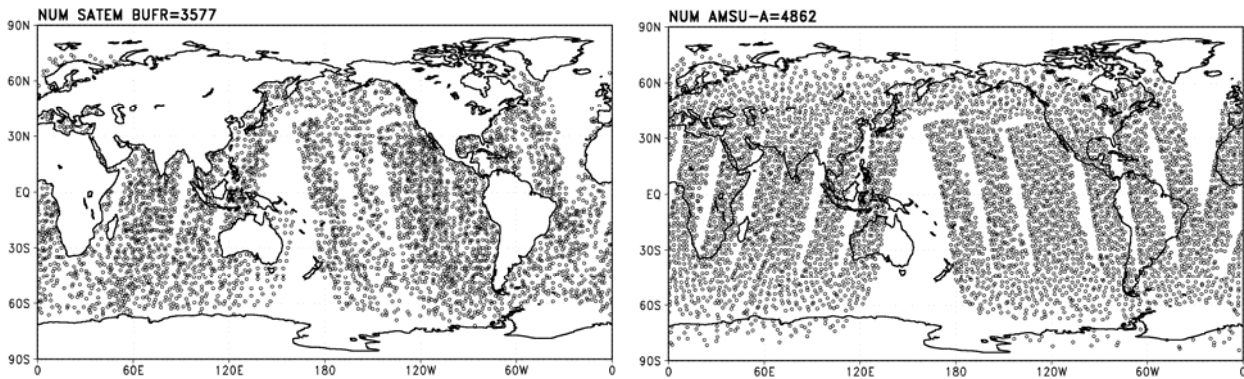 NUM SATEM BUFR=3577
90N
60N
30N
EQ
30S
60S
90S
0 60E 120E 180 120W 60W 0
NUM AMSU-A=4862
90N
60N
30N
EQ
30S
60S
90S
0 60E 120E 180 120W 60W 0